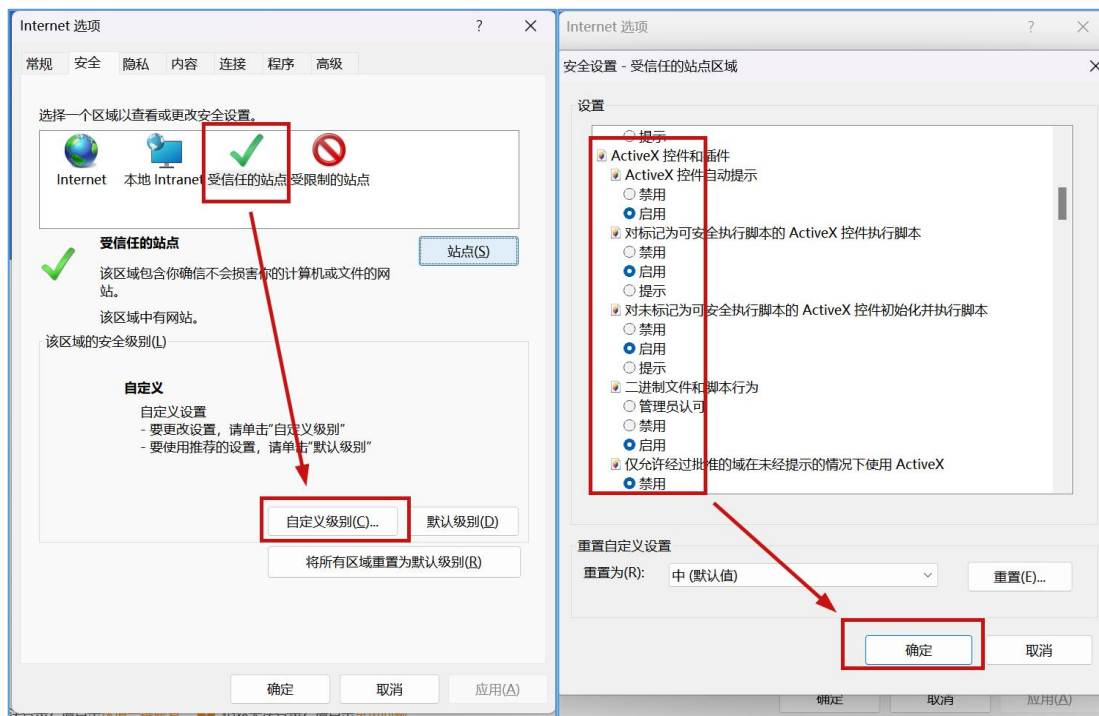 Internet 选项
?
常规 安全 隐私 内容 连接 程序 高级
选择一个区域以查看或更改安全设置。
Internet
本地 Intranet
受信任的站点
受限制的站点
受信任的站点
站点(S)
该区域包含你确信不会损害你的计算机或文件的网
站。
该区域中有网站。
该区域的安全级别(L)
自定义
自定义设置
- 要更改设置，请单击“自定义级别”
- 要使用推荐的设置，请单击“默认级别”
自定义级别(C)...
默认级别(D)
将所有区域重置为默认级别(R)
确定
取消
应用(A)
Internet 选项
?
安全设置 - 受信任的站点区域
设置
提示
ActiveX 控件和插件
ActiveX 控件自动提示
禁用
启用
对标记为可安全执行脚本的 ActiveX 控件执行脚本
禁用
启用
提示
对未标记为可安全执行脚本的 ActiveX 控件初始化并执行脚本
禁用
启用
提示
二进制文件和脚本行为
管理员认可
禁用
启用
仅允许经过批准的域在未经提示的情况下使用 ActiveX
禁用
重置自定义设置
重置为(R):
中 (默认值)
重置(E)...
确定
取消
确定
取消
应用(A)